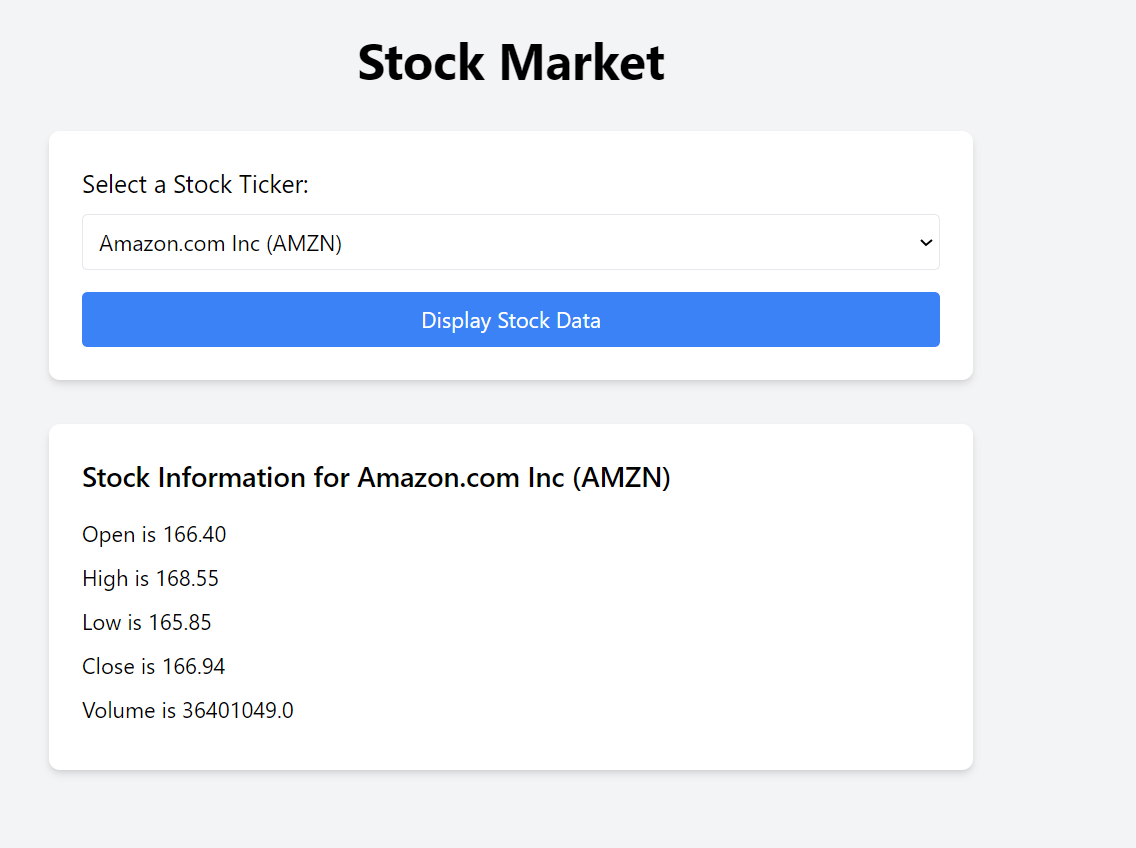 Stock Market
Select a Stock Ticker:
Amazon.com Inc (AMZN)
Display Stock Data
Stock Information for Amazon.com Inc (AMZN)
Open is 166.40
High is 168.55
Low is 165.85
Close is 166.94
Volume is 36401049.0